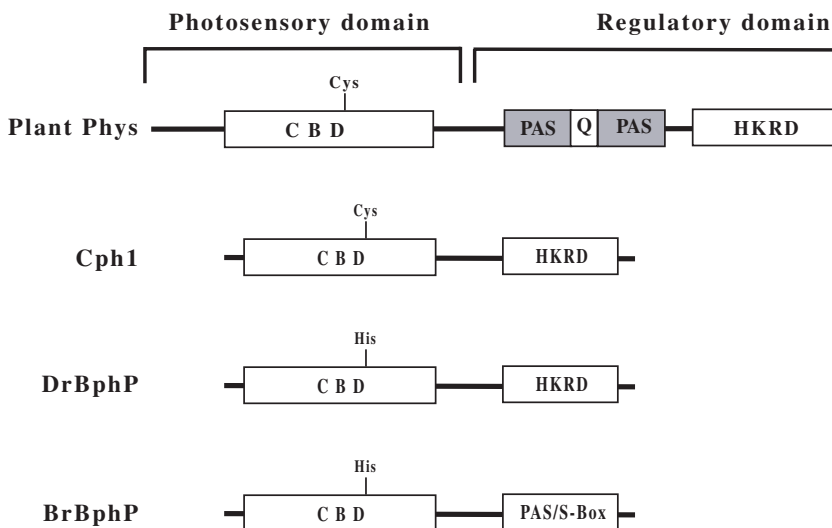 Photosensory domain Regulatory domain
Cys
Plant Phys C B D PAS Q PAS HKRD
Cys
Cph1 C B D HKRD
His
DrBphP C B D HKRD
His
BrBphP C B D PAS/S-Box